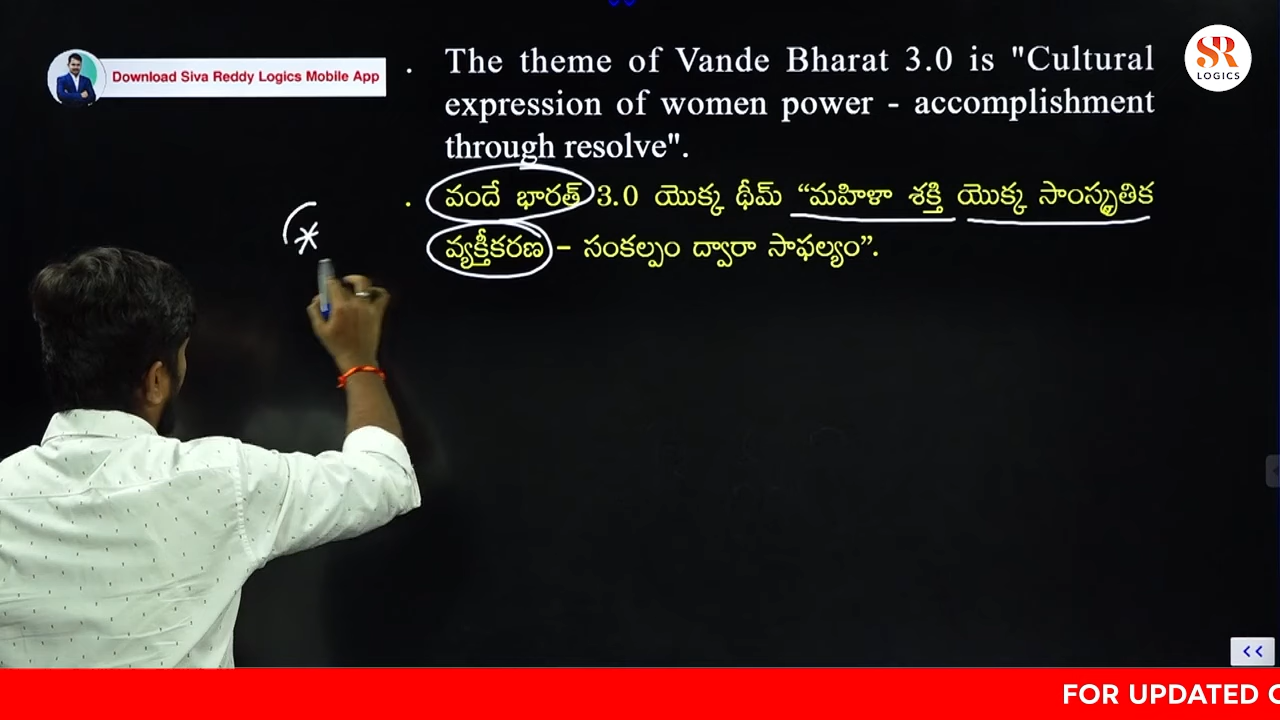 Download Siva Reddy Logics Mobile App
SR
LOGICS
. The theme of Vande Bharat 3.0 is "Cultural
expression of women power - accomplishment
through resolve".
. వందే భారత్ 3.0 యొక్క థీమ్ “మహిళా శక్తి యొక్క సాంస్కృతిక
వ్యక్తీకరణ – సంకల్పం ద్వారా సాఫల్యం”.
*
<<
FOR UPDATED